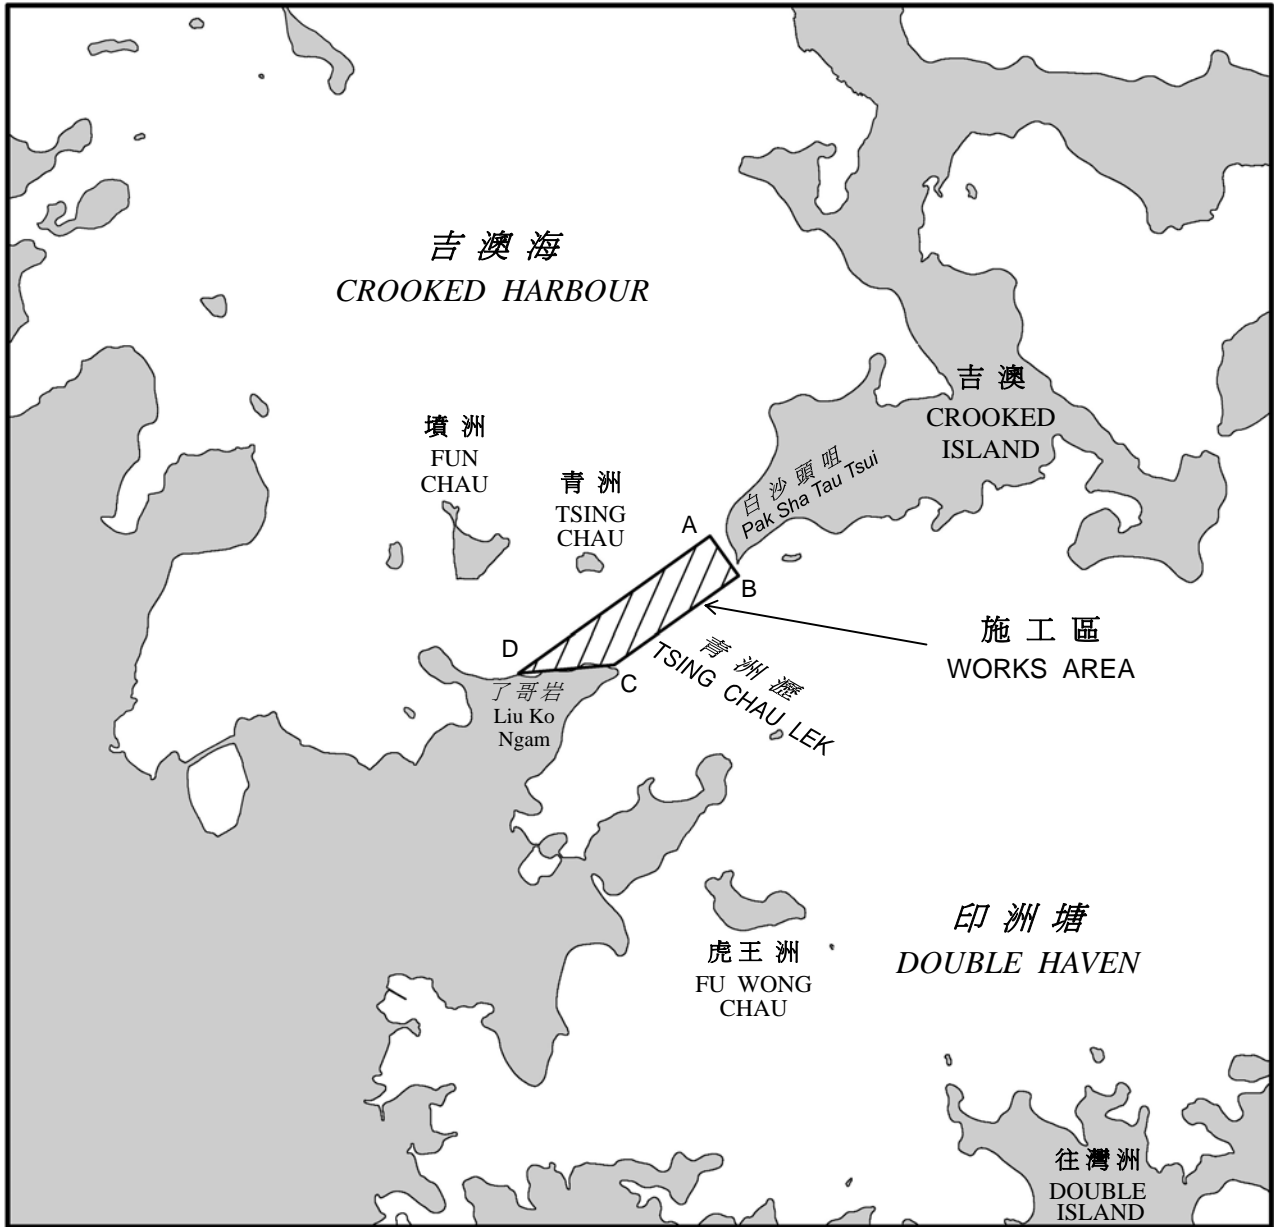 吉澳海
CROOKED HARBOUR
吉澳
CROOKED
ISLAND
墳洲
FUN
CHAU
青洲
TSING
CHAU
白沙頭咀
Pak Sha Tau Tsui
A
B
C
D
施工區
WORKS AREA
青洲瀝
TSING CHAU LEK
了哥岩
Liu Ko
Ngam
印洲塘
DOUBLE HAVEN
虎王洲
FU WONG
CHAU
往灣洲
DOUBLE
ISLAND